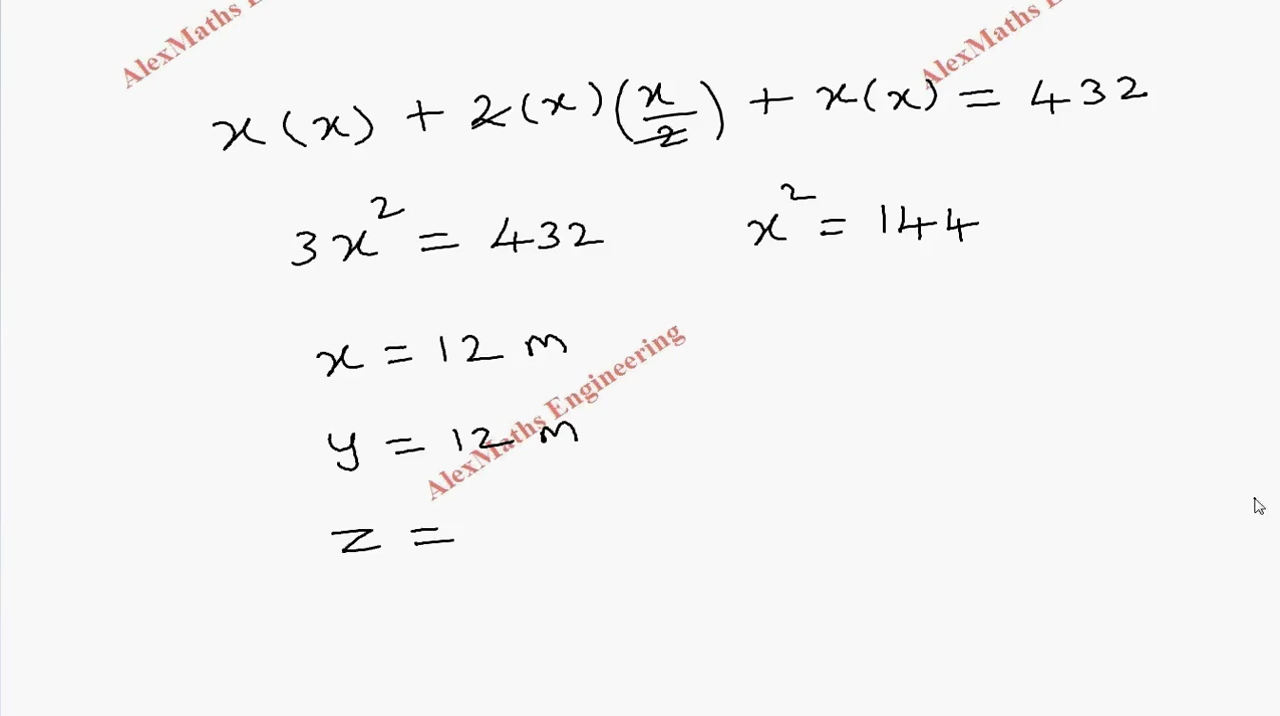 AlexMaths E
AlexMaths E
x(x) + 2(x)(x/2) + x(x) = 432
3x² = 432
x² = 144
x = 12 m
y = 12 m
AlexMaths Engineering
z =